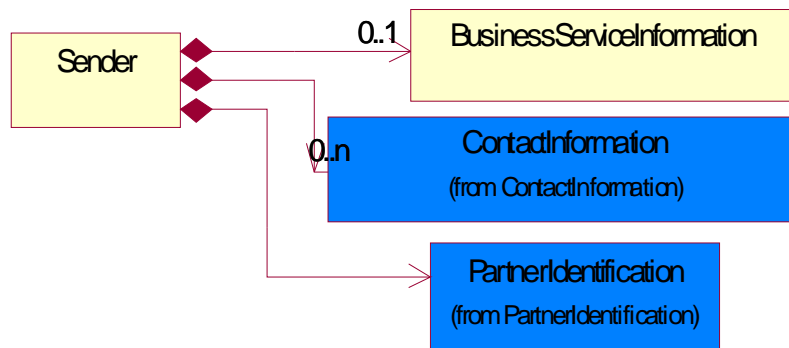 Sender
0..1
BusinessServiceInformation
0..n
ContactInformation
(from ContactInformation)
PartnerIdentification
(from PartnerIdentification)